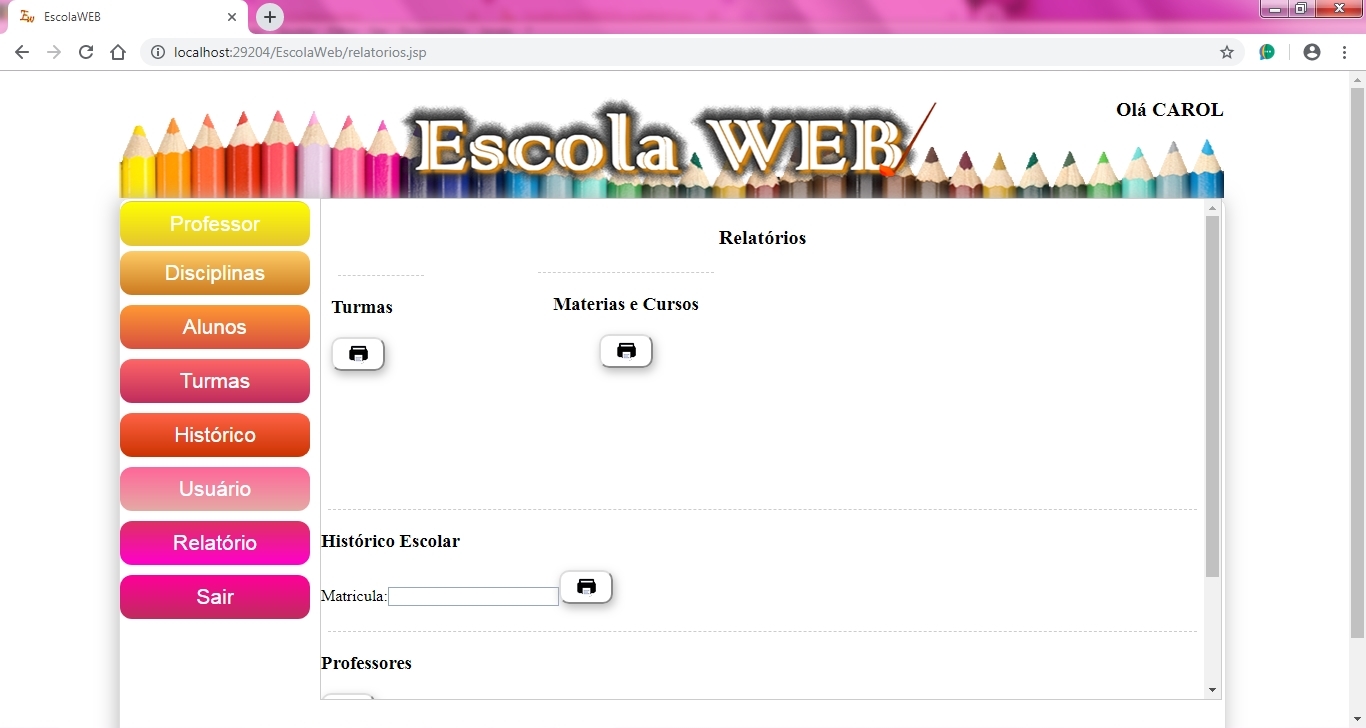 EscolaWEB
localhost:29204/EscolaWeb/relatorios.jsp
Olá CAROL
Escola WEB
Professor
Disciplinas
Alunos
Turmas
Histórico
Usuário
Relatório
Sair
Relatórios
Turmas
Materias e Cursos
Histórico Escolar
Matricula:
Professores